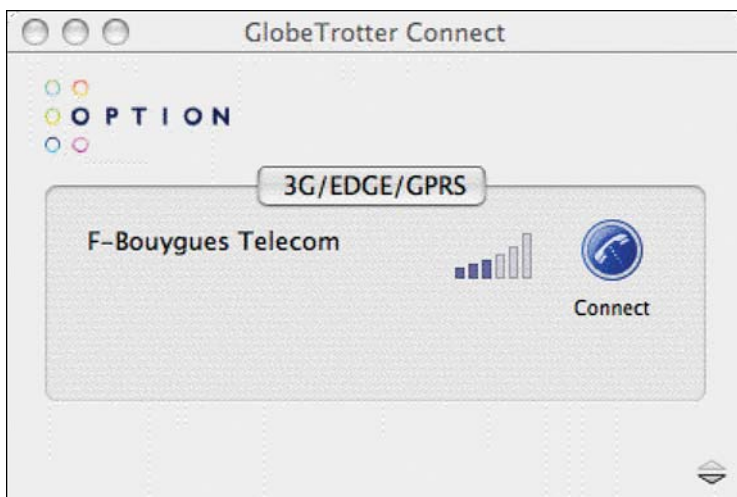 GlobeTrotter Connect
OPTION
3G/EDGE/GPRS
F-Bouygues Telecom
Connect